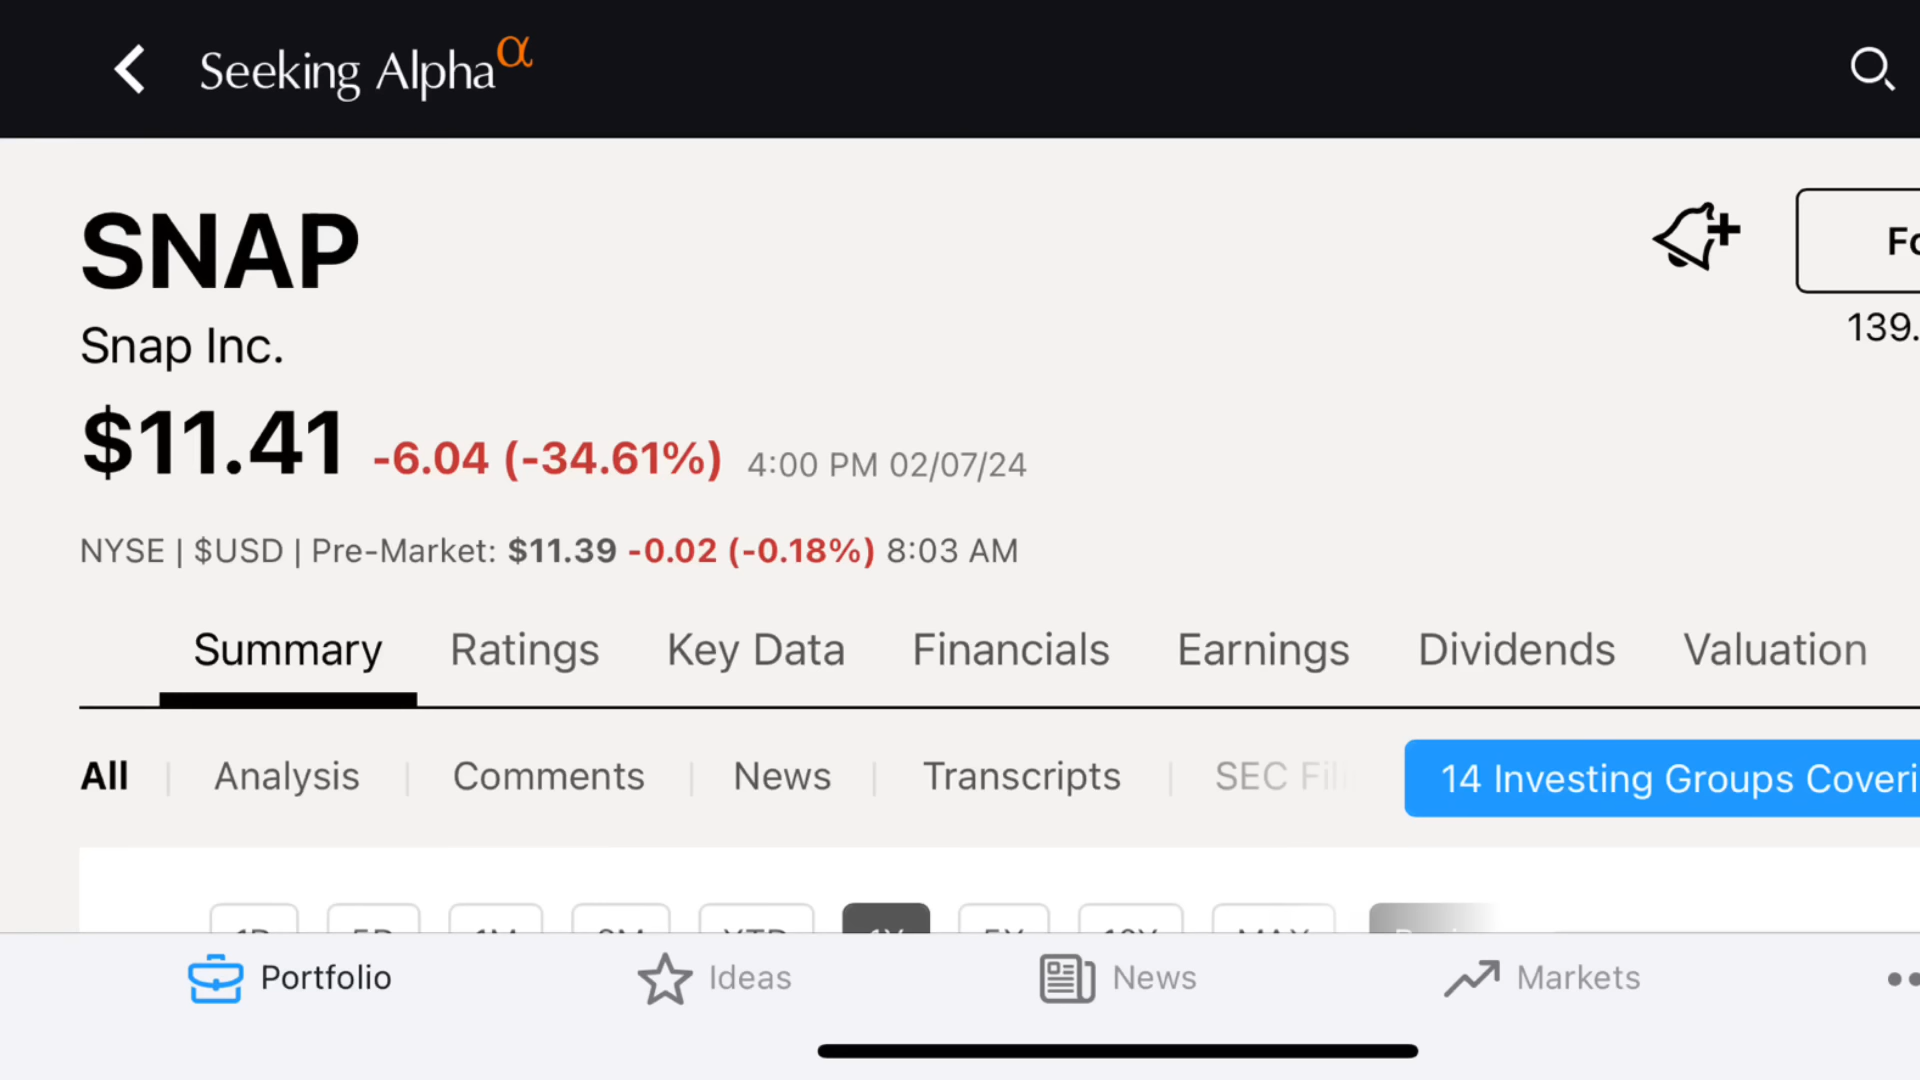 Seeking Alpha α
SNAP
Snap Inc.
$11.41 -6.04 (-34.61%) 4:00 PM 02/07/24
139.
NYSE | $USD | Pre-Market: $11.39 -0.02 (-0.18%) 8:03 AM
Summary Ratings Key Data Financials Earnings Dividends Valuation
All | Analysis | Comments | News | Transcripts | SEC
14 Investing Groups
Portfolio Ideas News Markets